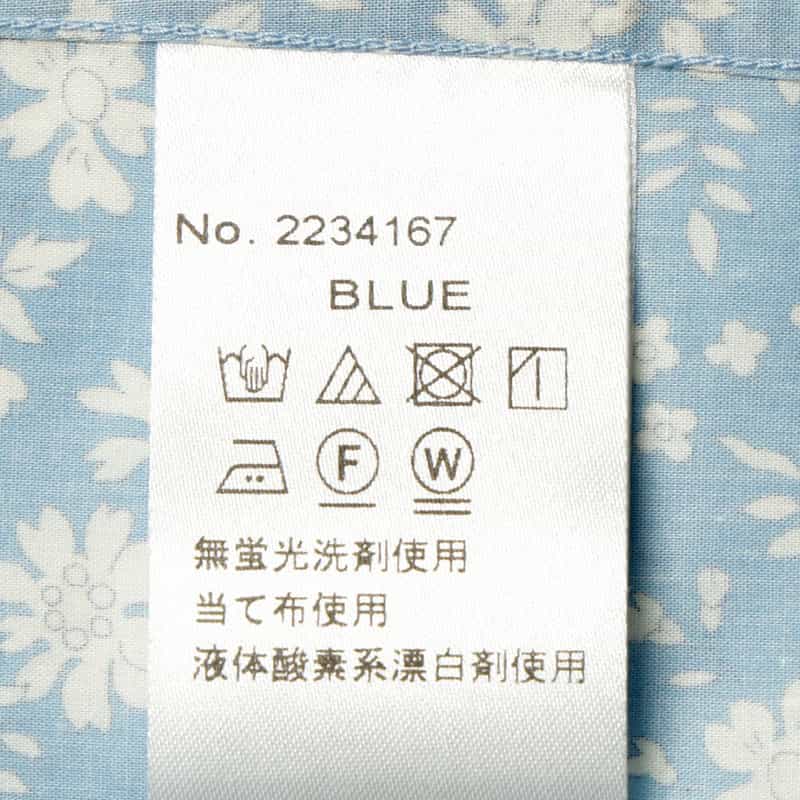 No. 2234167
BLUE
F W
無蛍光洗剤使用
当て布使用
液体酸素系漂白剤使用